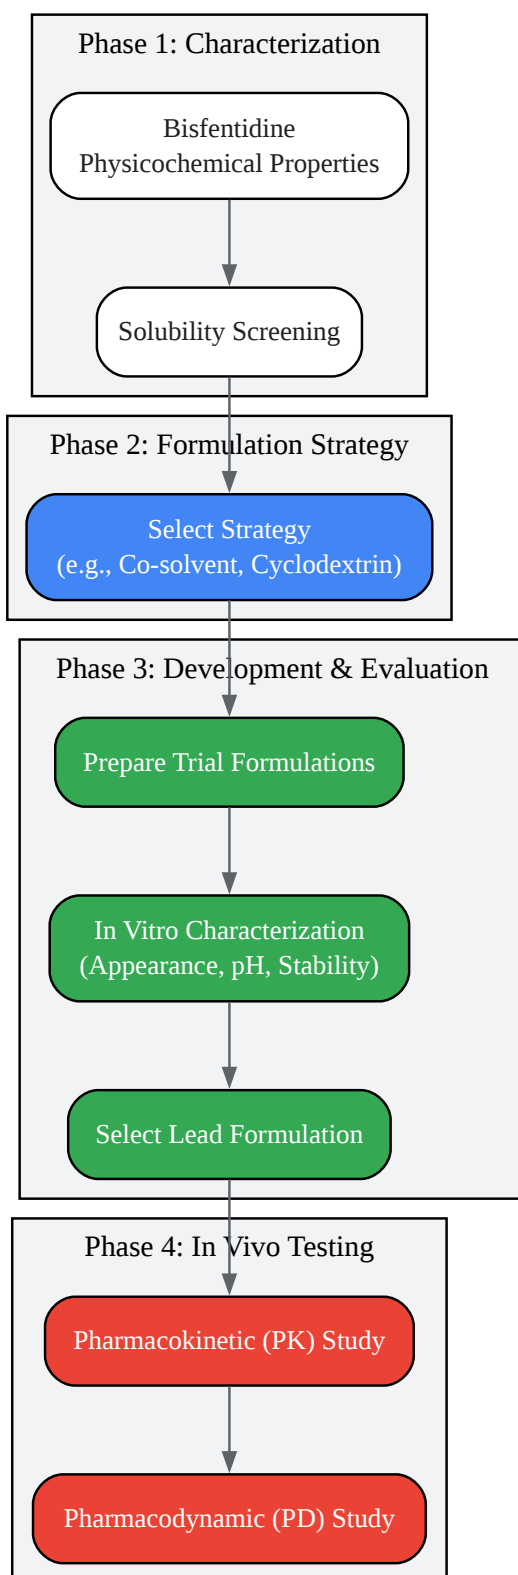 Phase 1: Characterization
Bisfentidine
Physicochemical Properties
Solubility Screening
Phase 2: Formulation Strategy
Select Strategy
(e.g., Co-solvent, Cyclodextrin)
Phase 3: Development & Evaluation
Prepare Trial Formulations
In Vitro Characterization
(Appearance, pH, Stability)
Select Lead Formulation
Phase 4: In Vivo Testing
Pharmacokinetic (PK) Study
Pharmacodynamic (PD) Study